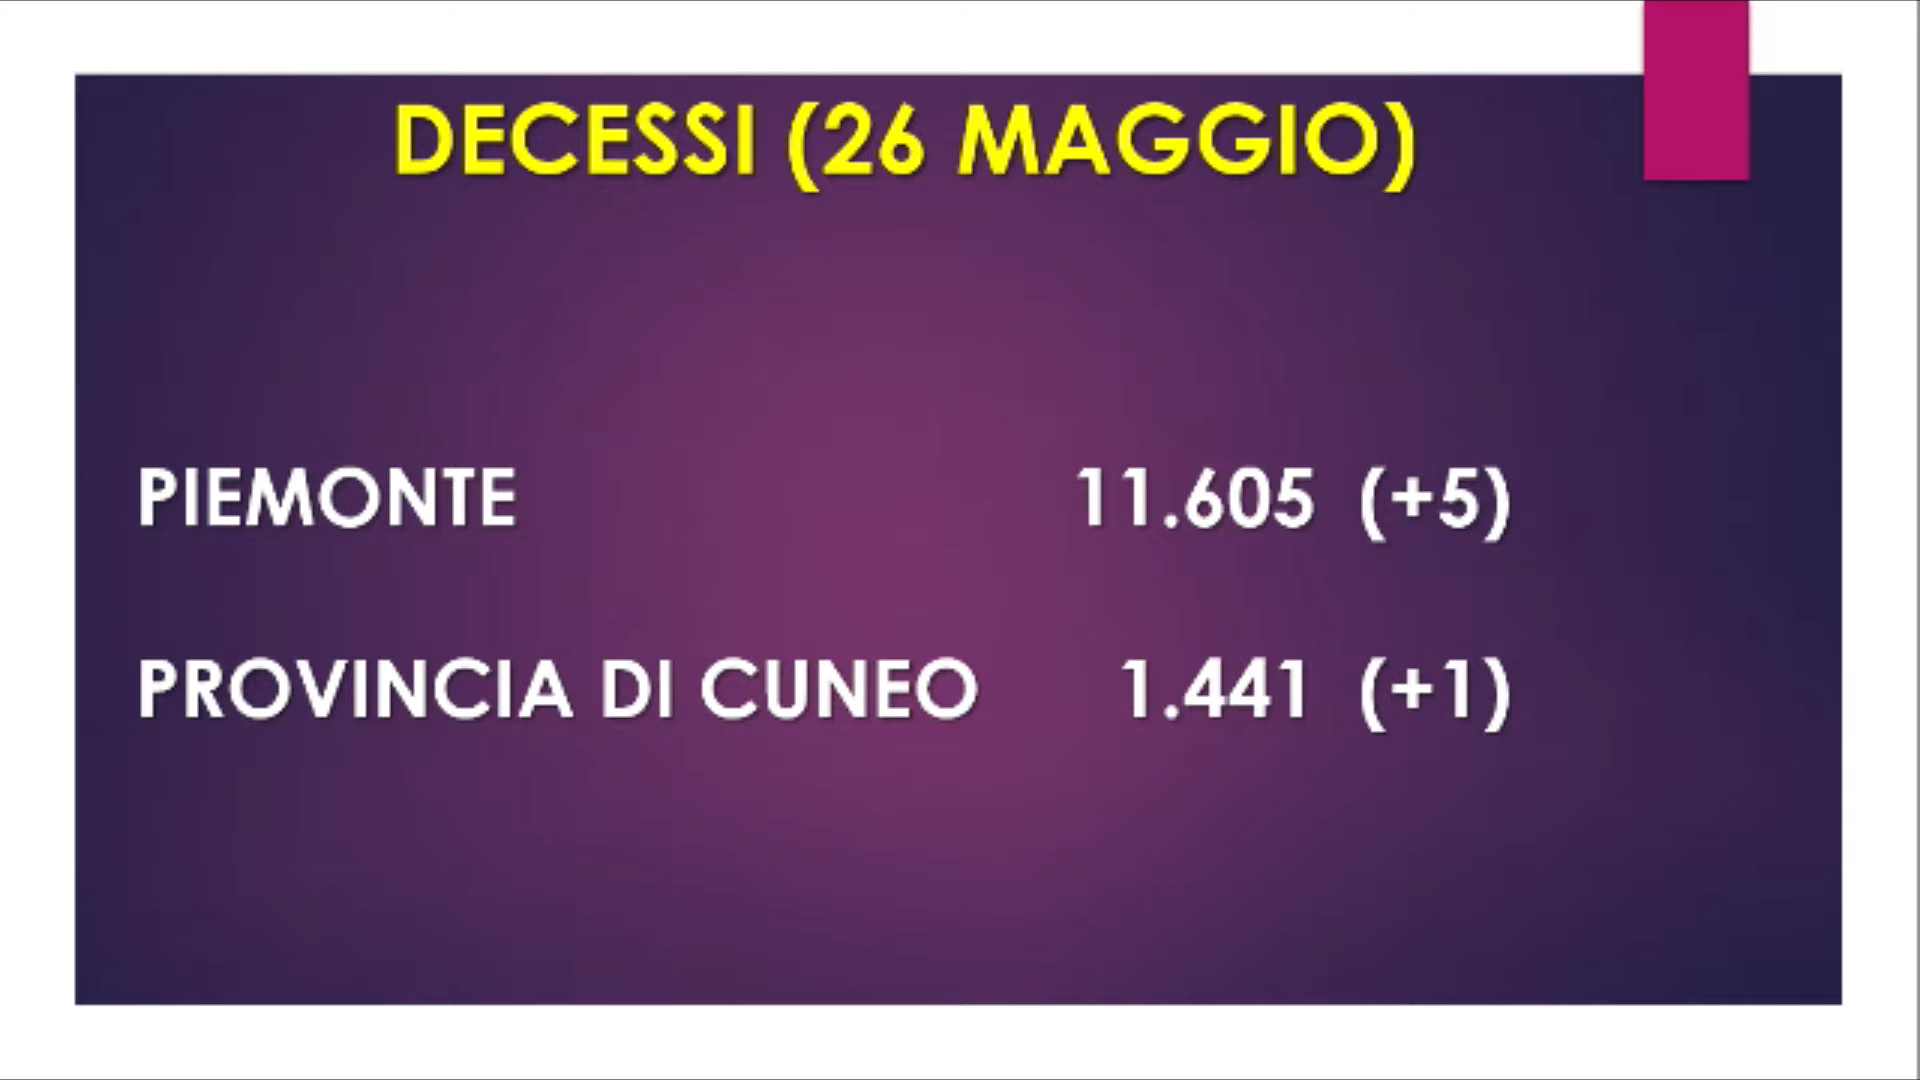 DECESSI (26 MAGGIO)
PIEMONTE 11.605 (+5)
PROVINCIA DI CUNEO 1.441 (+1)